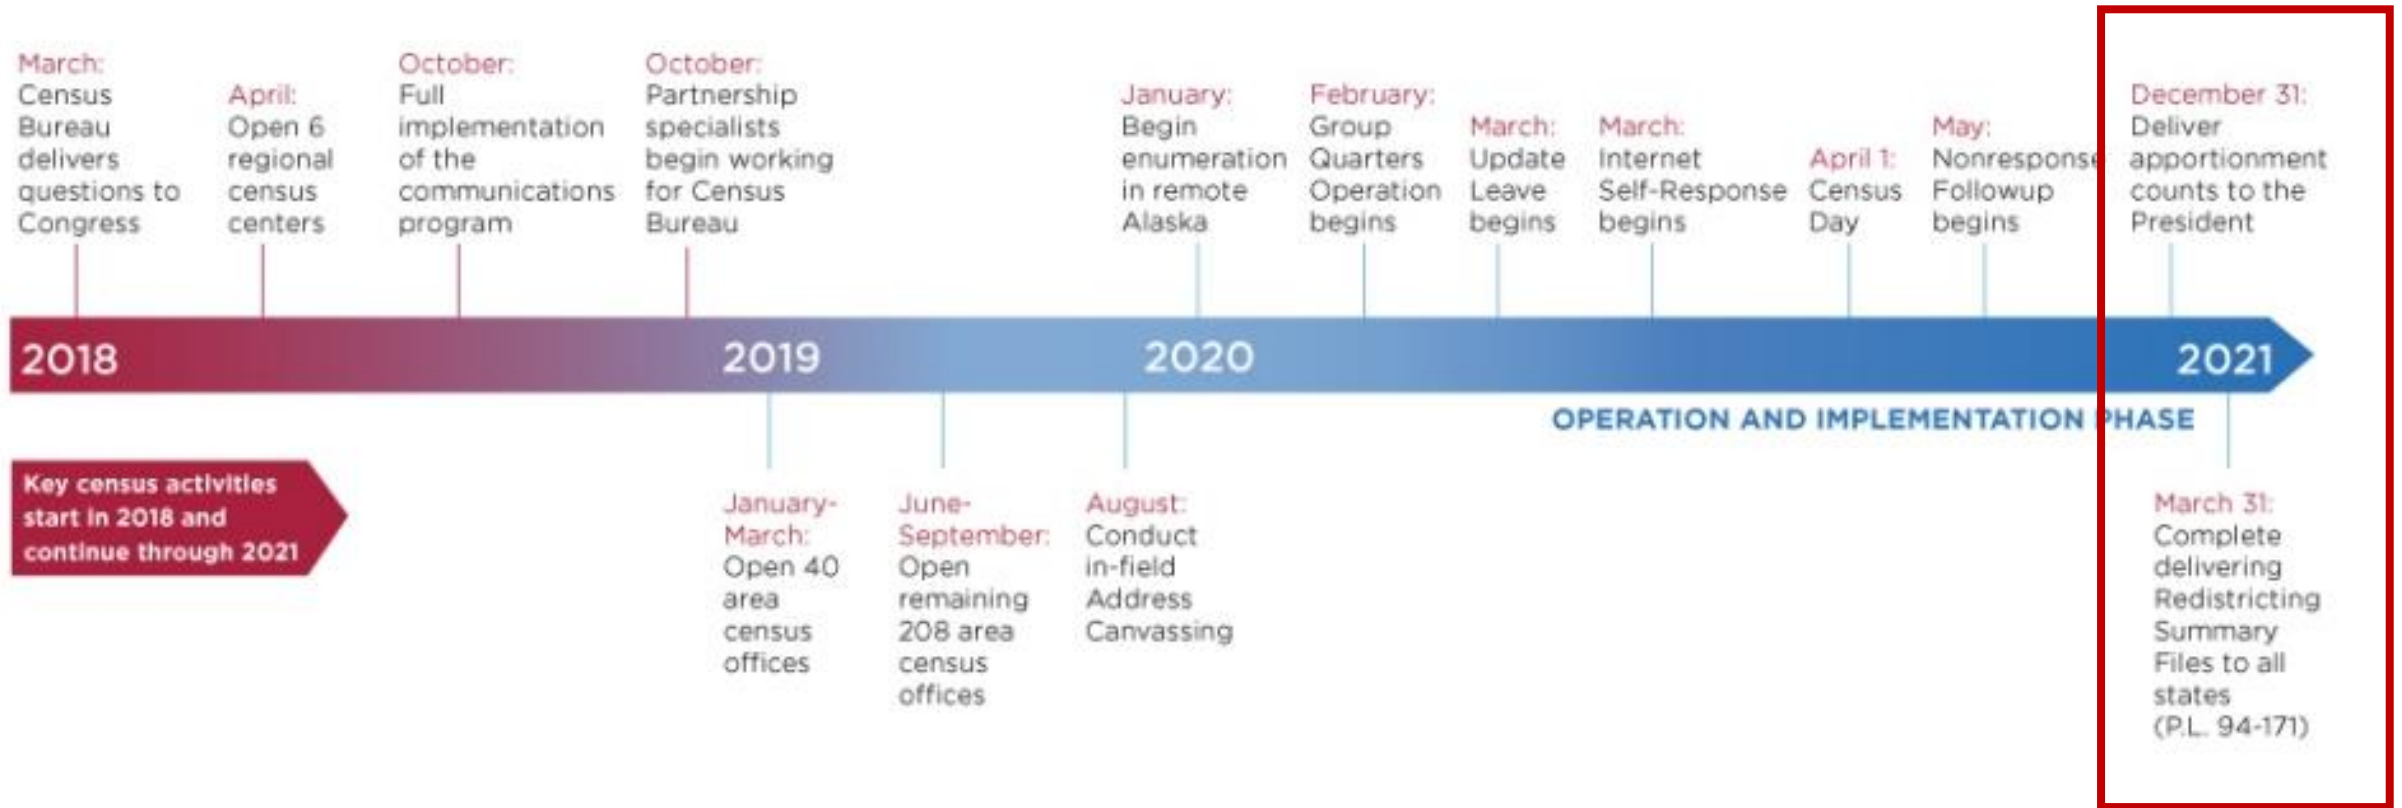 March:
Census
Bureau
delivers
questions to
Congress
April:
Open 6
regional
census
centers
October:
Full
implementation
of the
communications
program
October:
Partnership
specialists
begin working
for Census
Bureau
January:
Begin
enumeration
in remote
Alaska
February:
Group
Quarters
Operation
begins
March:
Update
Leave
begins
March:
Internet
Self-Response
begins
April 1:
Census
Day
May:
Nonresponse
Followup
begins
December 31:
Deliver
apportionment
counts to the
President
2018
2019
2020
2021
OPERATION AND IMPLEMENTATION PHASE
Key census activities
start in 2018 and
continue through 2021
January-
March:
Open 40
area
census
offices
June-
September:
Open
remaining
208 area
census
offices
August:
Conduct
in-field
Address
Canvassing
March 31:
Complete
delivering
Redistricting
Summary
Files to all
states
(P.L. 94-171)